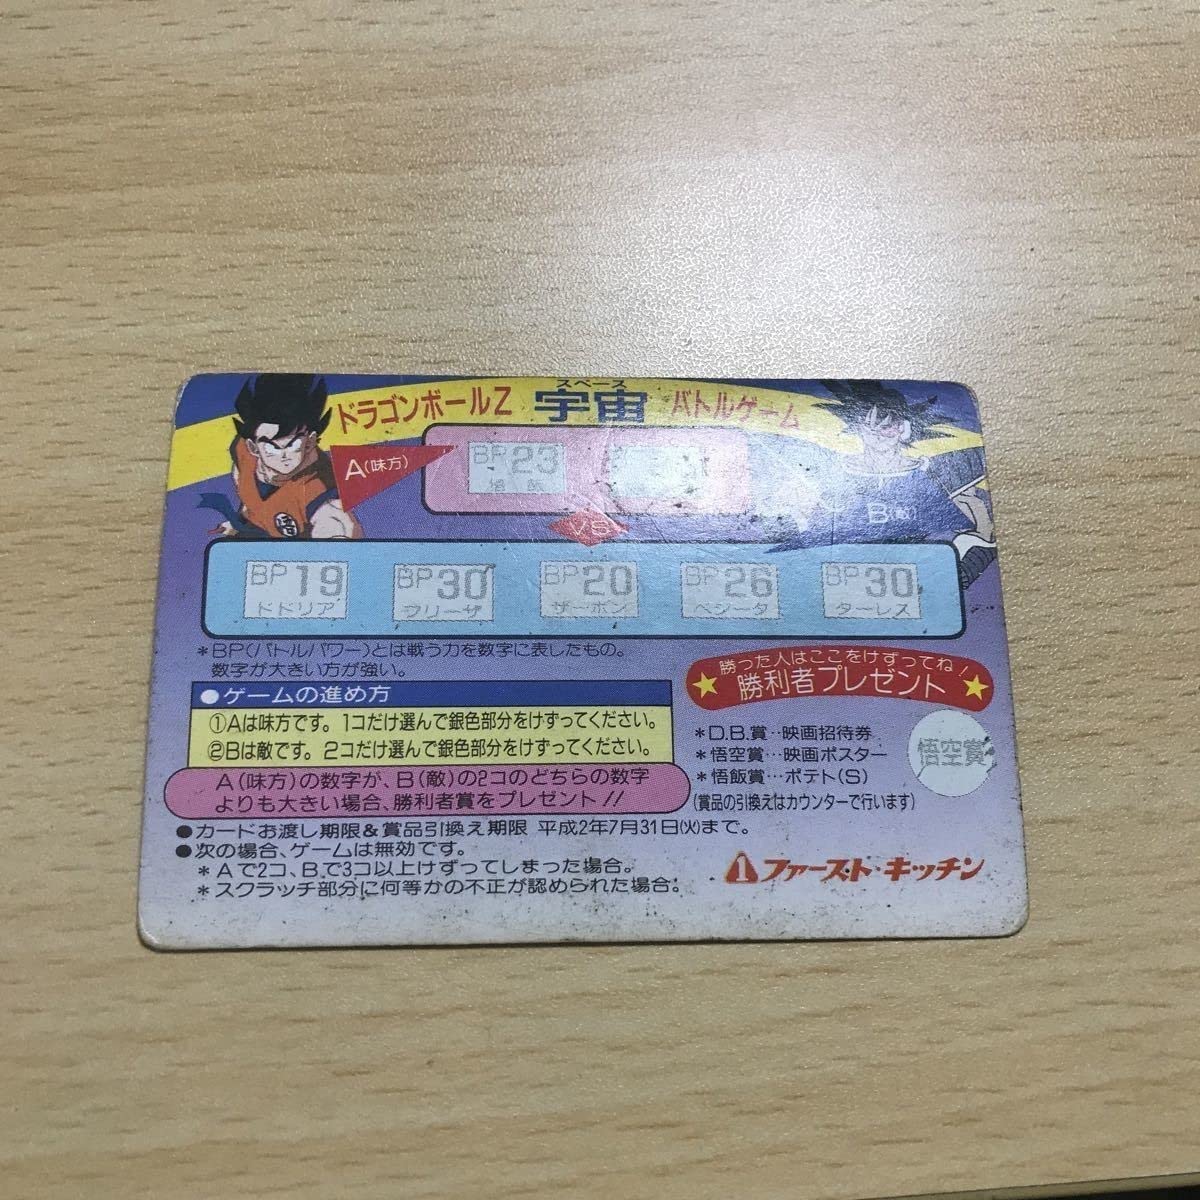 ドラゴンボールZ 宇宙 バトルゲーム
スペース
A(味方)
BP23
悟飯
VS
B(敵)
BP19
ドドリア
BP30
フリーザ
BP20
ザーボン
BP26
ベジータ
BP30
ターレス
*BP(バトルパワー)とは戦う力を数字に表したもの。
数字が大きい方が強い。
●ゲームの進め方
①Aは味方です。1コだけ選んで銀色部分をけずってください。
②Bは敵です。2コだけ選んで銀色部分をけずってください。
A(味方)の数字が、B(敵)の2コのどちらの数字
よりも大きい場合、勝利者賞をプレゼント!!
勝った人はここをけずってね!
★勝利者プレゼント★
*D.B.賞‥映画招待券
*悟空賞‥映画ポスター
*悟飯賞‥ポテト(S)
(賞品の引換えはカウンターで行います)
悟空賞
●カードお渡し期限&賞品引換え期限 平成2年7月31日(火)まで。
●次の場合、ゲームは無効です。
*Aで2コ、Bで3コ以上けずってしまった場合。
*スクラッチ部分に何等かの不正が認められた場合。
ファースト・キッチン